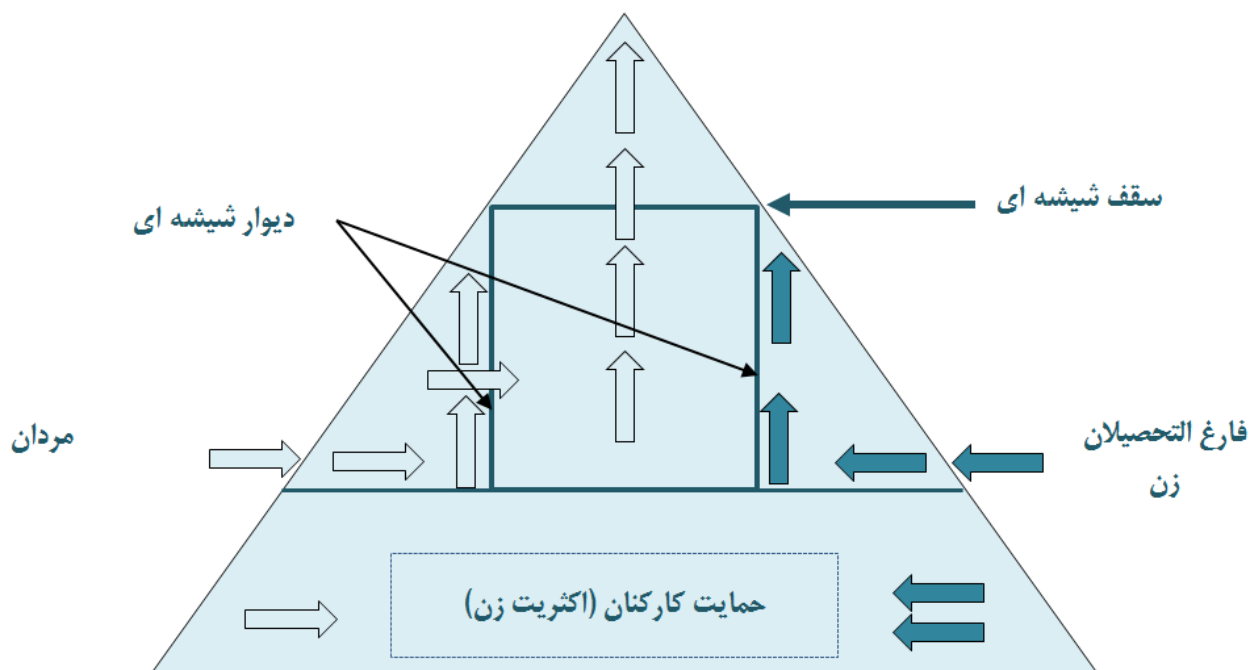 سقف شیشه ای
دیوار شیشه ای
فارغ التحصیلان
زن
مردان
حمایت کارکنان (اکثریت زن)